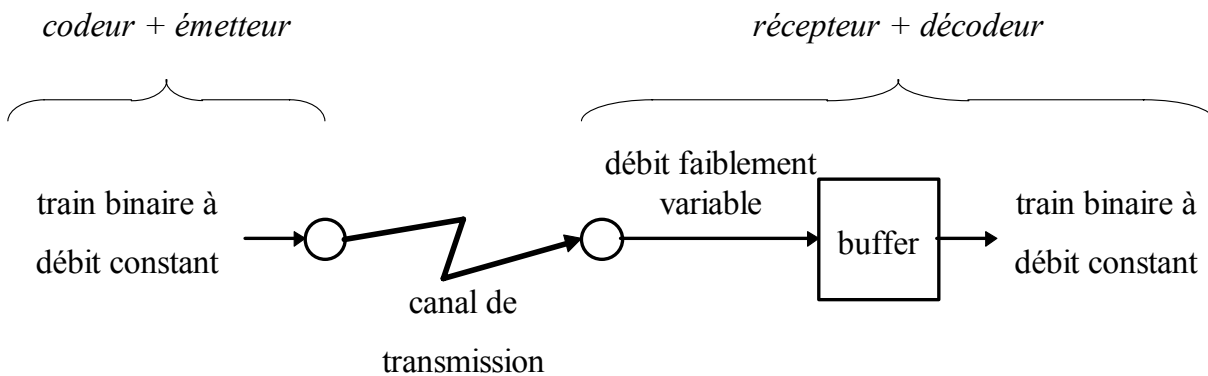 codeur + émetteur
récepteur + décodeur
train binaire à
débit constant
canal de
transmission
débit faiblement
variable
buffer
train binaire à
débit constant